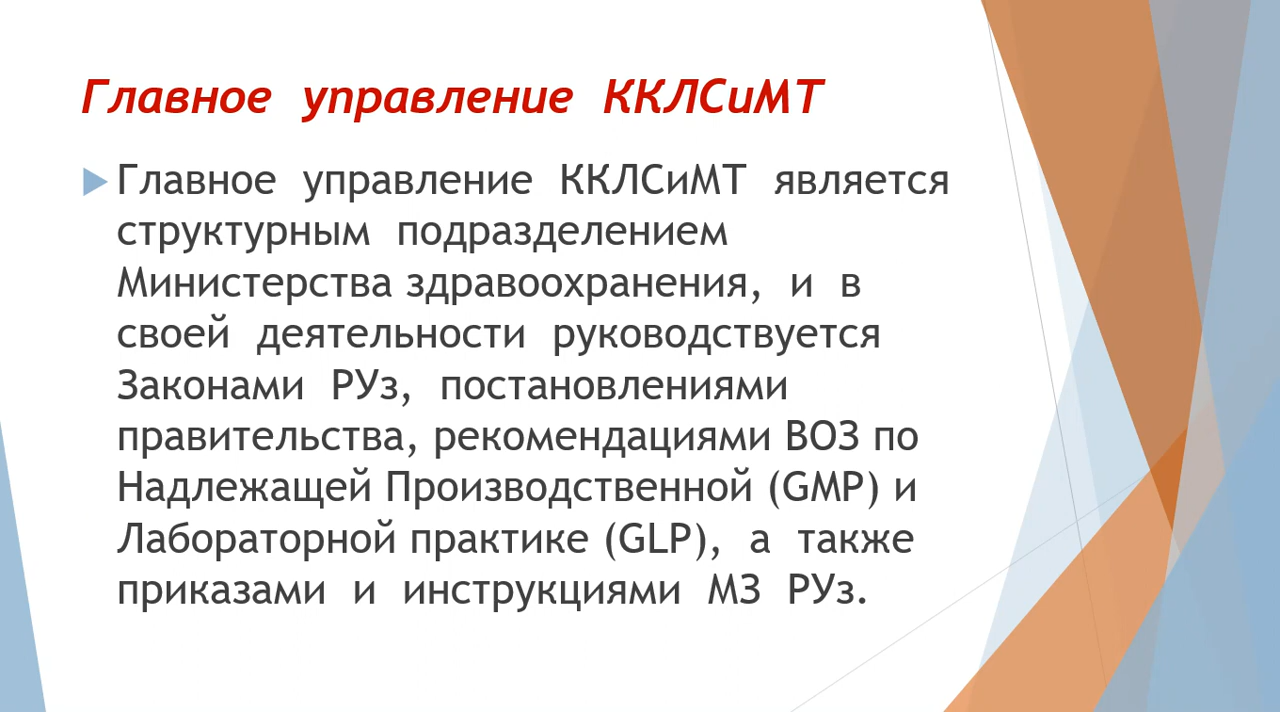 Главное управление ККЛСиМТ
Главное управление ККЛСиМТ является
структурным подразделением
Министерства здравоохранения, и в
своей деятельности руководствуется
Законами РУз, постановлениями
правительства, рекомендациями ВОЗ по
Надлежащей Производственной (GMP) и
Лабораторной практике (GLP), а также
приказами и инструкциями МЗ РУз.